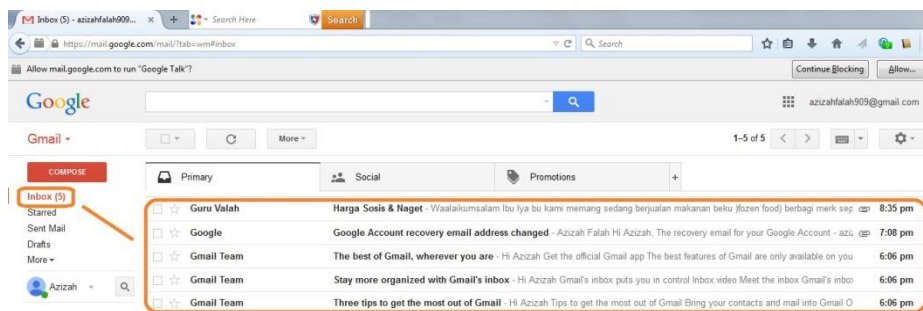 Inbox (5) - azizahfalah909...
Search Here
Search
https://mail.google.com/mail/?tab=wm#inbox
Search
Allow mail.google.com to run "Google Talk"?
Continue Blocking
Allow...
Google
azizahfalah909@gmail.com
Gmail
More
1–5 of 5
COMPOSE
Primary
Social
Promotions
+
Inbox (5)
Starred
Sent Mail
Drafts
More
Azizah
Guru Valah Harga Sosis & Naget - Waalaikumsalam Ibu Iya bu kami memang sedang berjualan makanan beku )fozen food) berbagi merk sep 8:35 pm
Google Google Account recovery email address changed - Azizah Falah Hi Azizah, The recovery email for your Google Account - aziz 7:08 pm
Gmail Team The best of Gmail, wherever you are - Hi Azizah Get the official Gmail app The best features of Gmail are only available on you 6:06 pm
Gmail Team Stay more organized with Gmail's inbox - Hi Azizah Gmail's inbox puts you in control Inbox video Meet the inbox Gmail's inbo 6:06 pm
Gmail Team Three tips to get the most out of Gmail - Hi Azizah Tips to get the most out of Gmail Bring your contacts and mail into Gmail O 6:06 pm